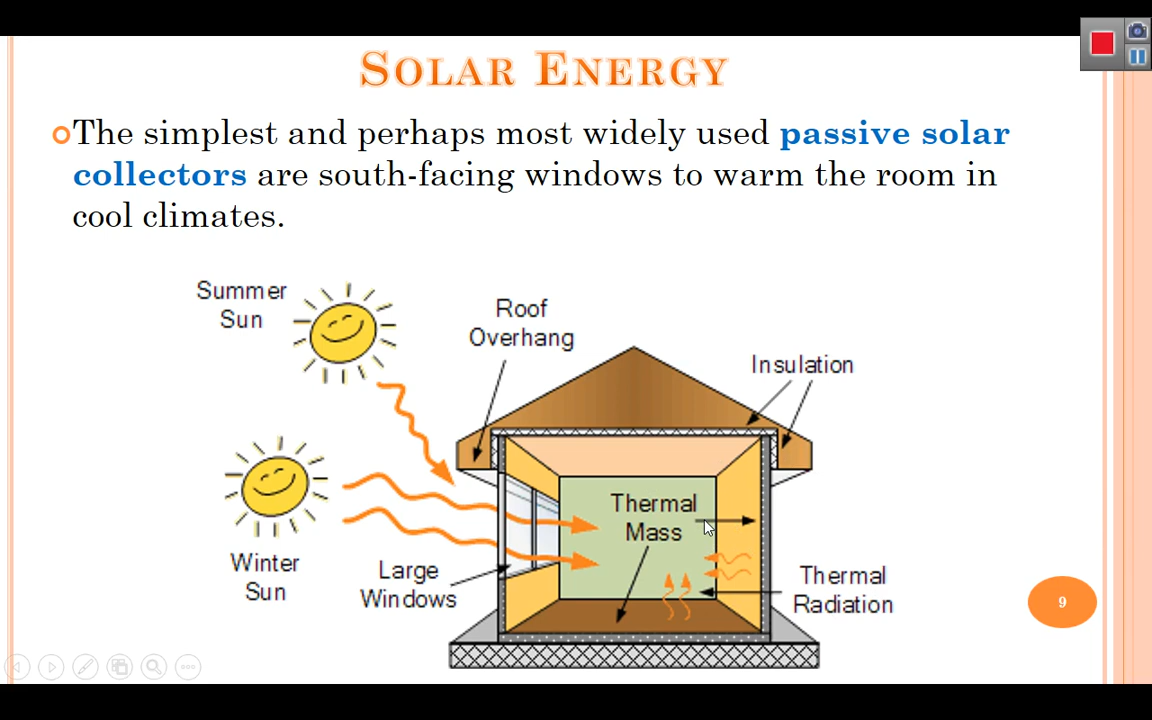 SOLAR ENERGY
The simplest and perhaps most widely used passive solar
collectors are south-facing windows to warm the room in
cool climates.
Summer
Sun
Roof
Overhang
Insulation
Thermal
Mass
Winter
Sun
Large
Windows
Thermal
Radiation
9